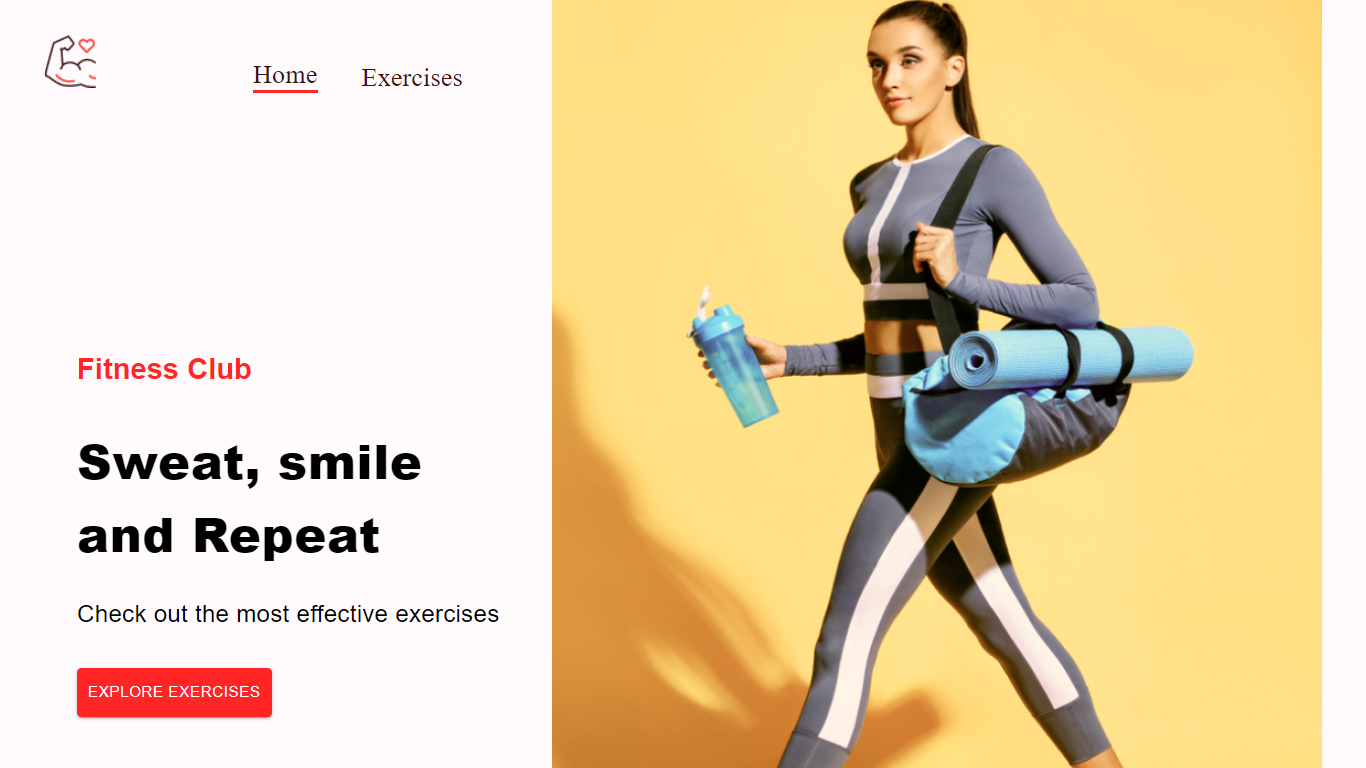 Home Exercises
Fitness Club
Sweat, smile
and Repeat
Check out the most effective exercises
EXPLORE EXERCISES